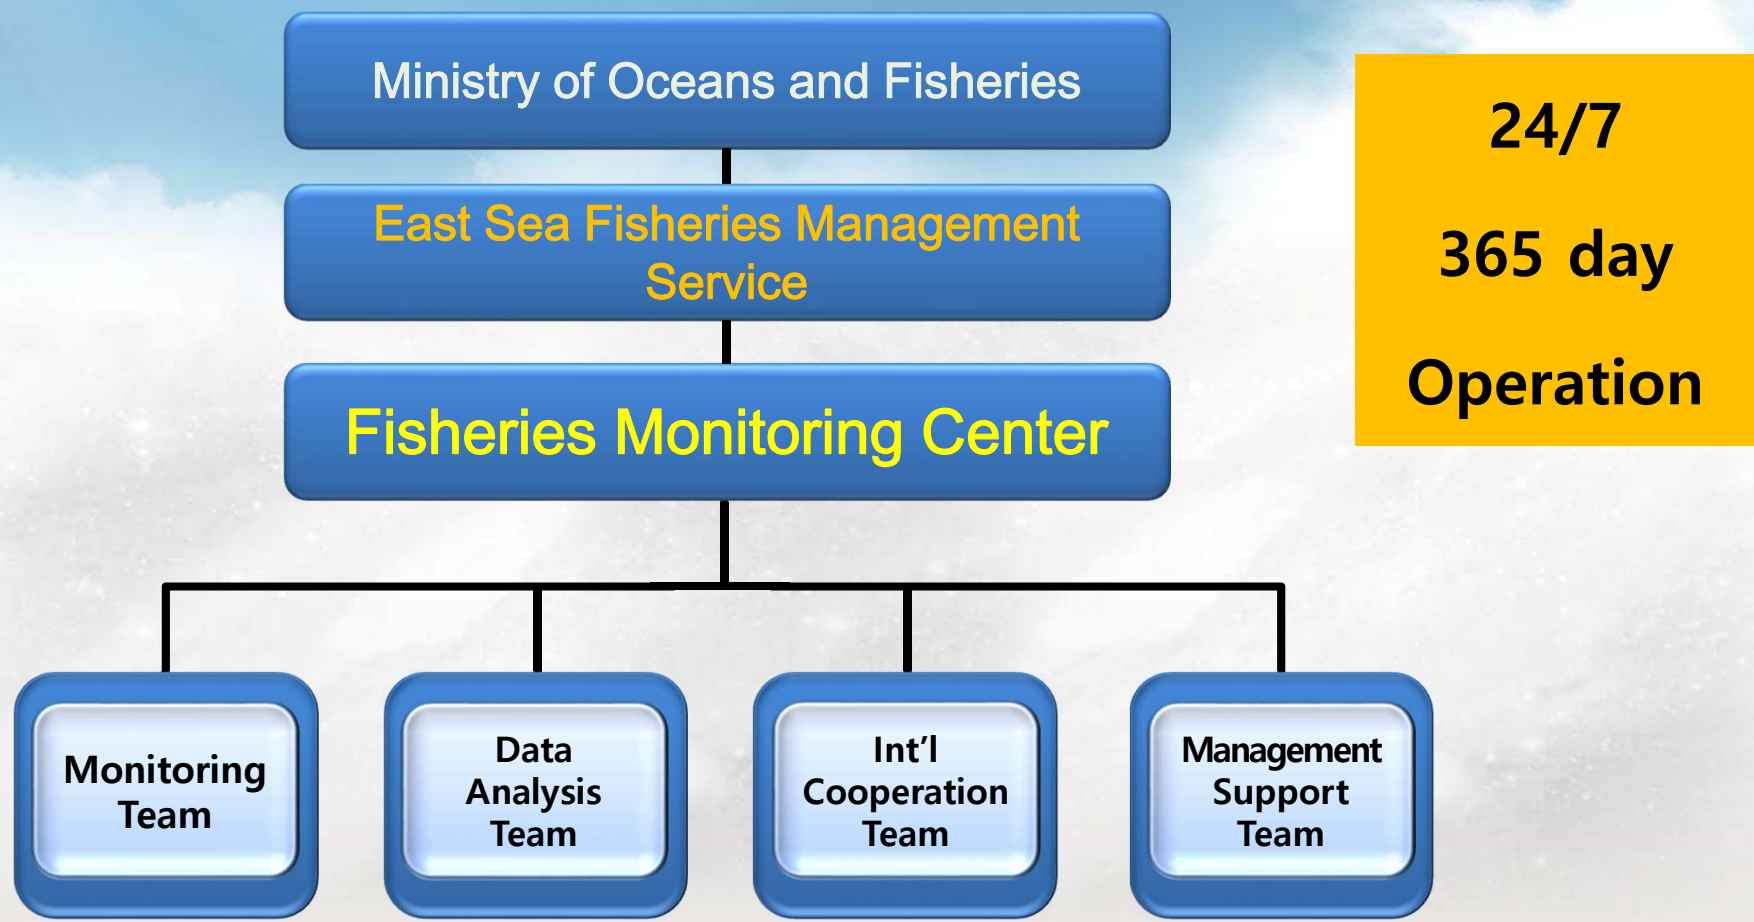 Ministry of Oceans and Fisheries
24/7
365 day
Operation
East Sea Fisheries Management
Service
Fisheries Monitoring Center
Monitoring
Team
Data
Analysis
Team
Int’l
Cooperation
Team
Management
Support
Team